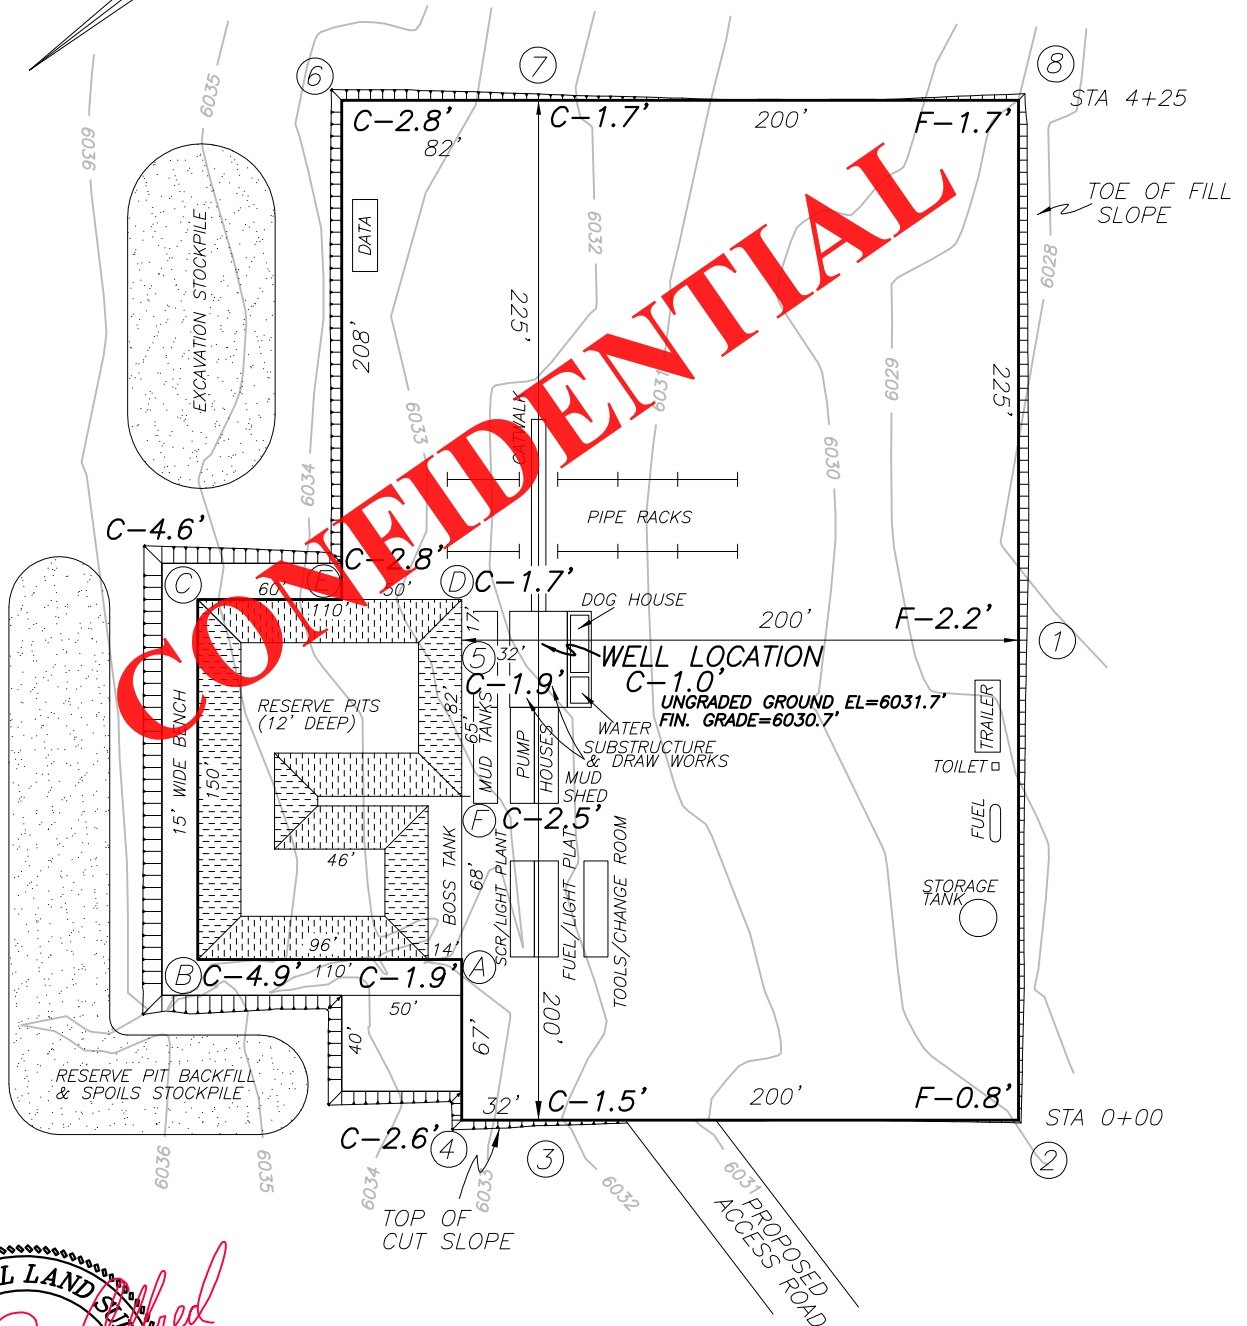 6
7
8
STA 4+25
6035
6036
C-2.8'
82'
C-1.7'
200'
F-1.7'
TOE OF FILL
SLOPE
DATA
EXCAVATION STOCKPILE
6032
6028
208'
225'
225'
6031
6029
6033
6030
6034
CATWALK
CONFIDENTIAL
PIPE RACKS
C-4.6'
C-2.8'
C
E
D
C-1.7'
60'
50'
110'
DOG HOUSE
17'
200'
F-2.2'
1
5
32'
WELL LOCATION
C-1.9'
C-1.0'
UNGRADED GROUND EL=6031.7'
FIN. GRADE=6030.7'
RESERVE PITS
(12' DEEP)
15' WIDE BENCH
150
82'
65'
MUD TANKS
PUMP
HOUSES
WATER
SUBSTRUCTURE
& DRAW WORKS
MUD
SHED
TRAILER
TOILET
FUEL
F
C-2.5'
46'
BOSS TANK
68'
SCR/LIGHT PLANT
FUEL/LIGHT PLAT
TOOLS/CHANGE ROOM
STORAGE
TANK
96'
14'
B
C-4.9'
110'
C-1.9'
A
50'
40'
67'
200'
RESERVE PIT BACKFILL
& SPOILS STOCKPILE
32'
C-1.5'
200'
F-0.8'
STA 0+00
C-2.6'
4
3
2
6036
6035
6034
6033
6032
6031
TOP OF
CUT SLOPE
PROPOSED
ACCESS ROAD
L LAND SU